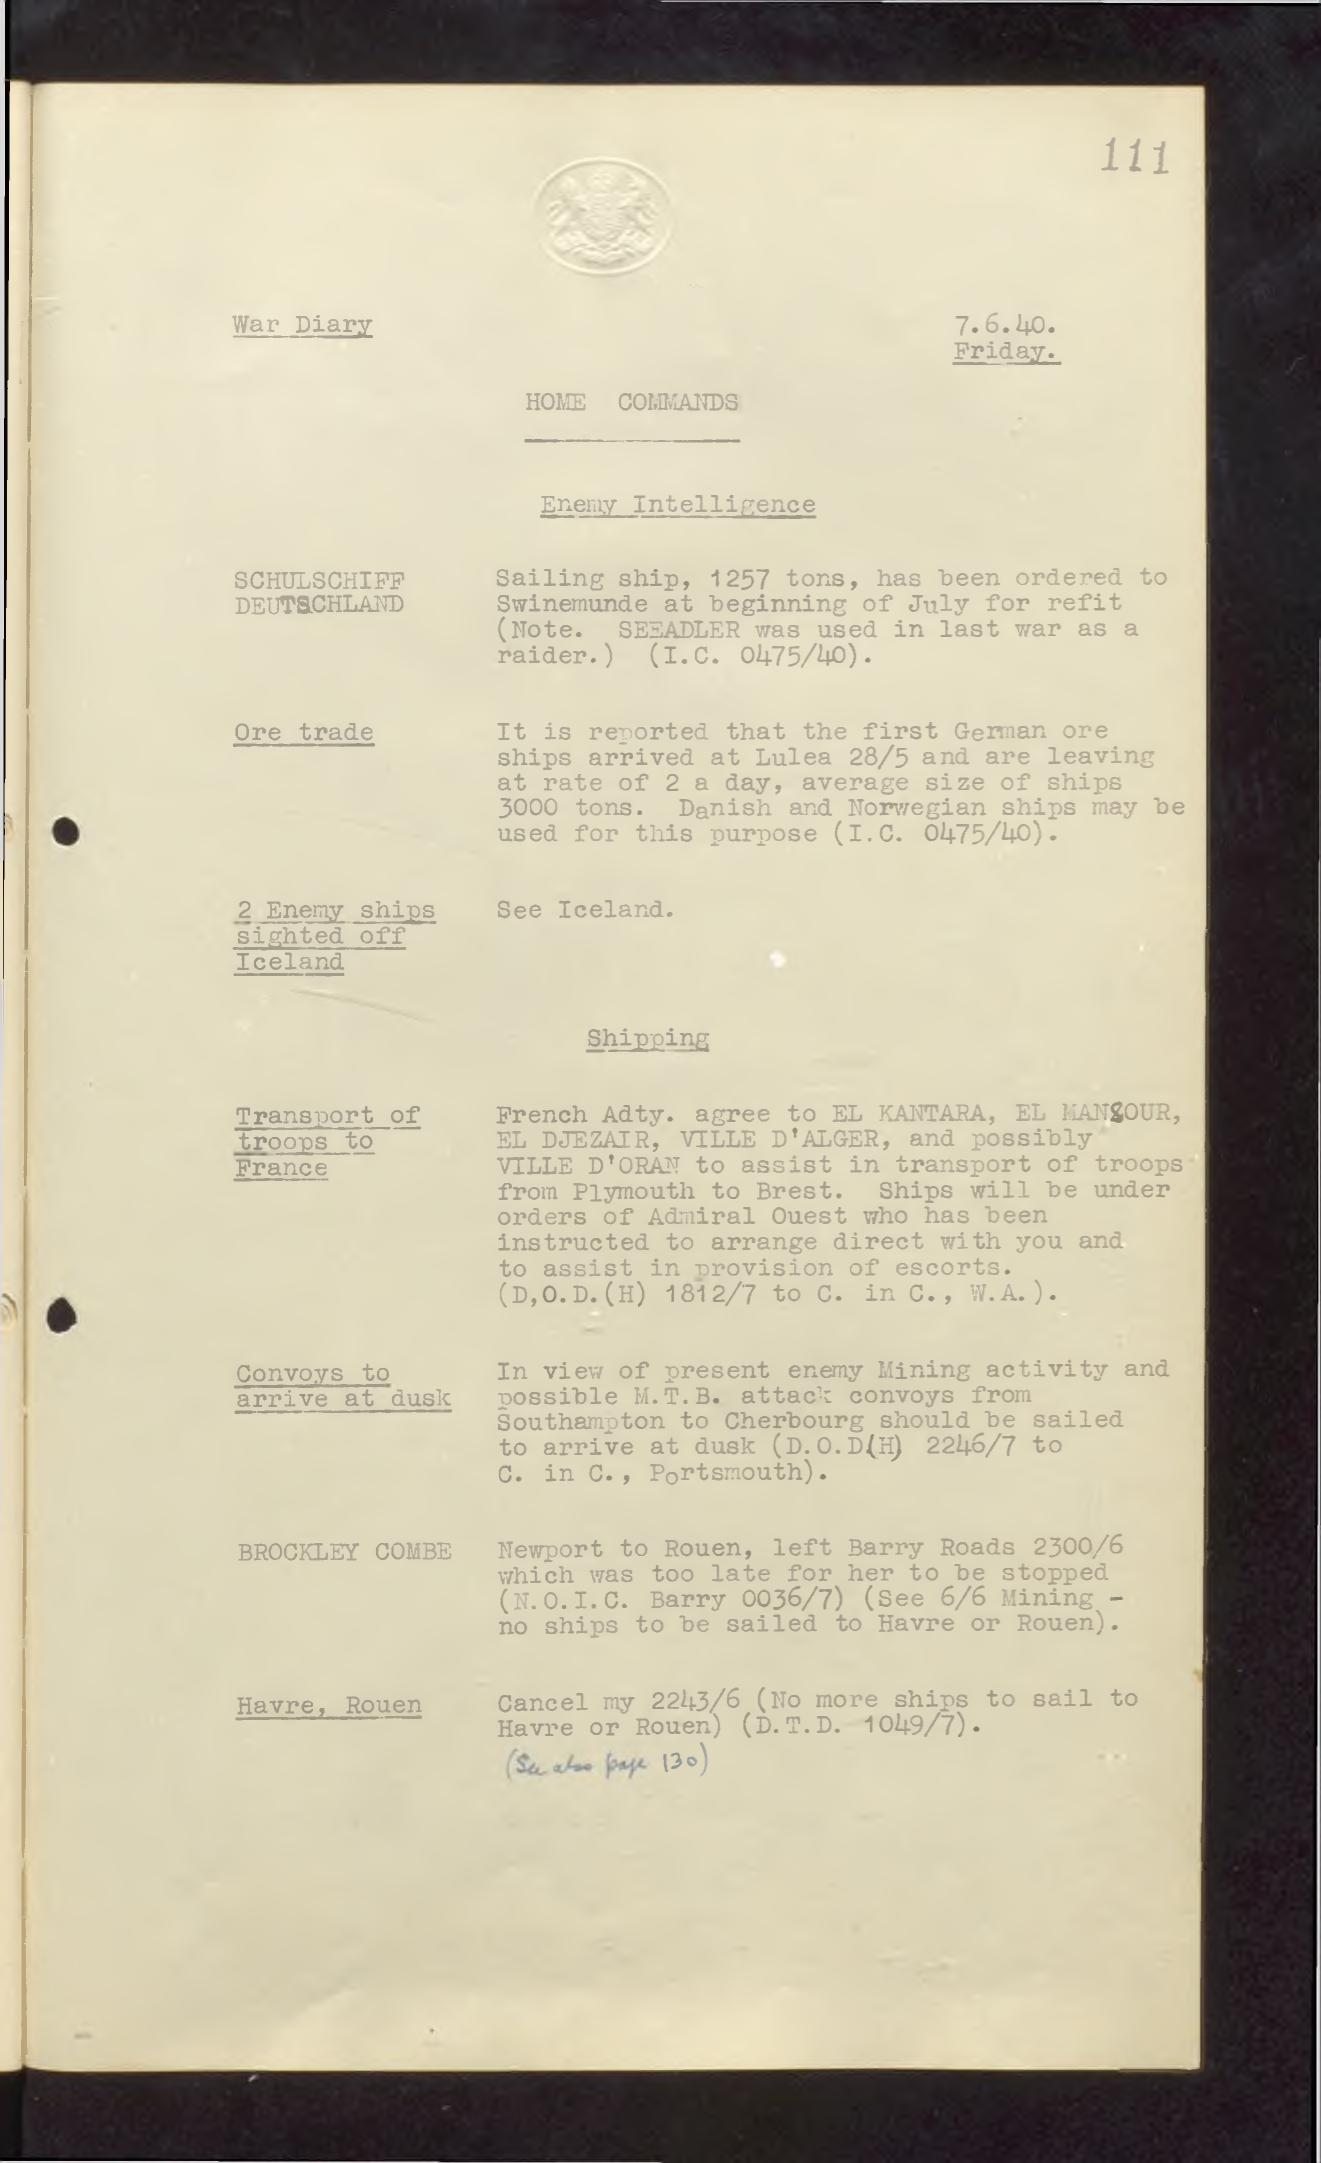 111
War Diary
7.6.40.
Friday.
HOME COMMANDS
Enemy Intelligence
SCHULSCHIFF
DEUTSCHLAND
Sailing ship, 1257 tons, has been ordered to
Swinemunde at beginning of July for refit
(Note. SEEADLER was used in last war as a
raider.) (I.C. 0475/40).
Ore trade
It is reported that the first German ore
ships arrived at Lulea 28/5 and are leaving
at rate of 2 a day, average size of ships
3000 tons. Danish and Norwegian ships may be
used for this purpose (I.C. 0475/40).
2 Enemy ships
sighted off
Iceland
See Iceland.
Shipping
Transport of
troops to
France
French Adty. agree to EL KANTARA, EL MANSOUR,
EL DJEZAIR, VILLE D'ALGER, and possibly
VILLE D'ORAN to assist in transport of troops
from Plymouth to Brest. Ships will be under
orders of Admiral Ouest who has been
instructed to arrange direct with you and
to assist in provision of escorts.
(D,O.D.(H) 1812/7 to C. in C., W.A.).
Convoys to
arrive at dusk
In view of present enemy Mining activity and
possible M.T.B. attack convoys from
Southampton to Cherbourg should be sailed
to arrive at dusk (D.O.D(H) 2246/7 to
C. in C., Portsmouth).
BROCKLEY COMBE
Newport to Rouen, left Barry Roads 2300/6
which was too late for her to be stopped
(N.O.I.C. Barry 0036/7) (See 6/6 Mining -
no ships to be sailed to Havre or Rouen).
Havre, Rouen
Cancel my 2243/6 (No more ships to sail to
Havre or Rouen) (D.T.D. 1049/7).
(See also page 130)